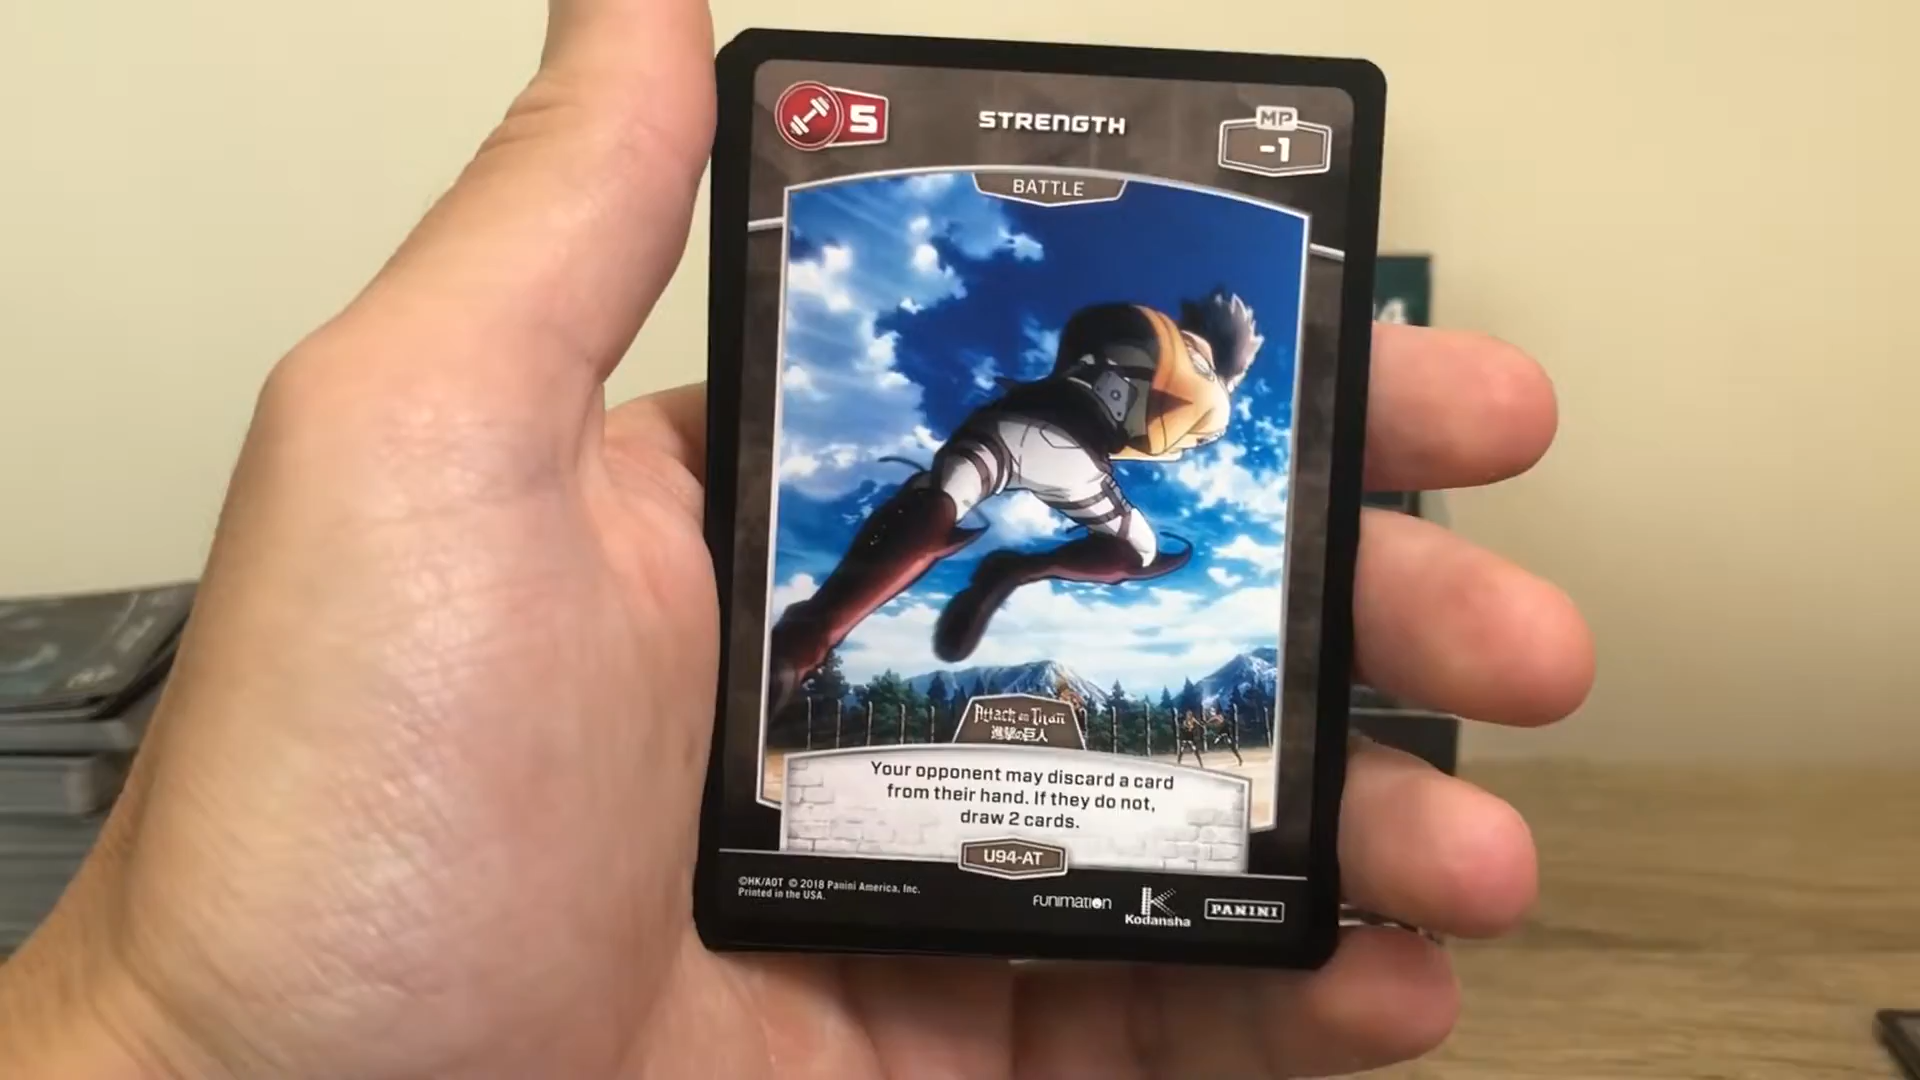 5
STRENGTH
MP
-1
BATTLE
Attack on Titan
進撃の巨人
Your opponent may discard a card
from their hand. If they do not,
draw 2 cards.
U94-AT
©HK/AOT © 2018 Panini America, Inc.
Printed in the USA.
FUNIMATION
Kodansha
PANINI